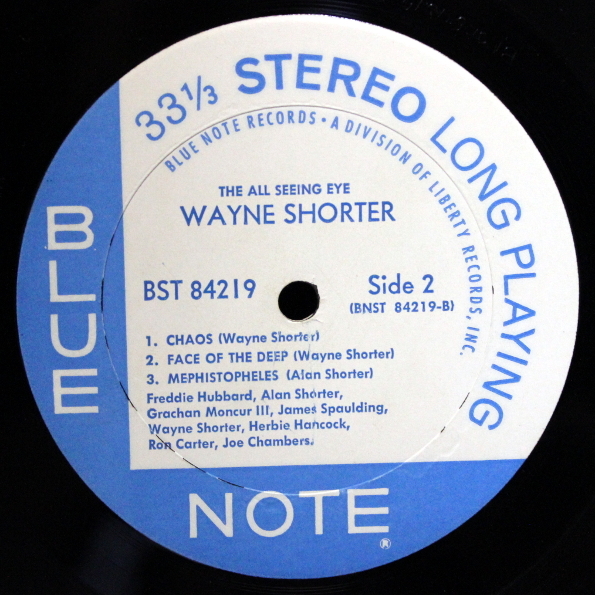 33⅓ STEREO LONG PLAYING
BLUE NOTE RECORDS • A DIVISION OF LIBERTY RECORDS, INC.
THE ALL SEEING EYE
WAYNE SHORTER
BST 84219
Side 2
(BNST 84219-B)
1. CHAOS (Wayne Shorter)
2. FACE OF THE DEEP (Wayne Shorter)
3. MEPHISTOPHELES (Alan Shorter)
Freddie Hubbard, Alan Shorter,
Grachan Moncur III, James Spaulding,
Wayne Shorter, Herbie Hancock,
Ron Carter, Joe Chambers.
BLUE
NOTE
®